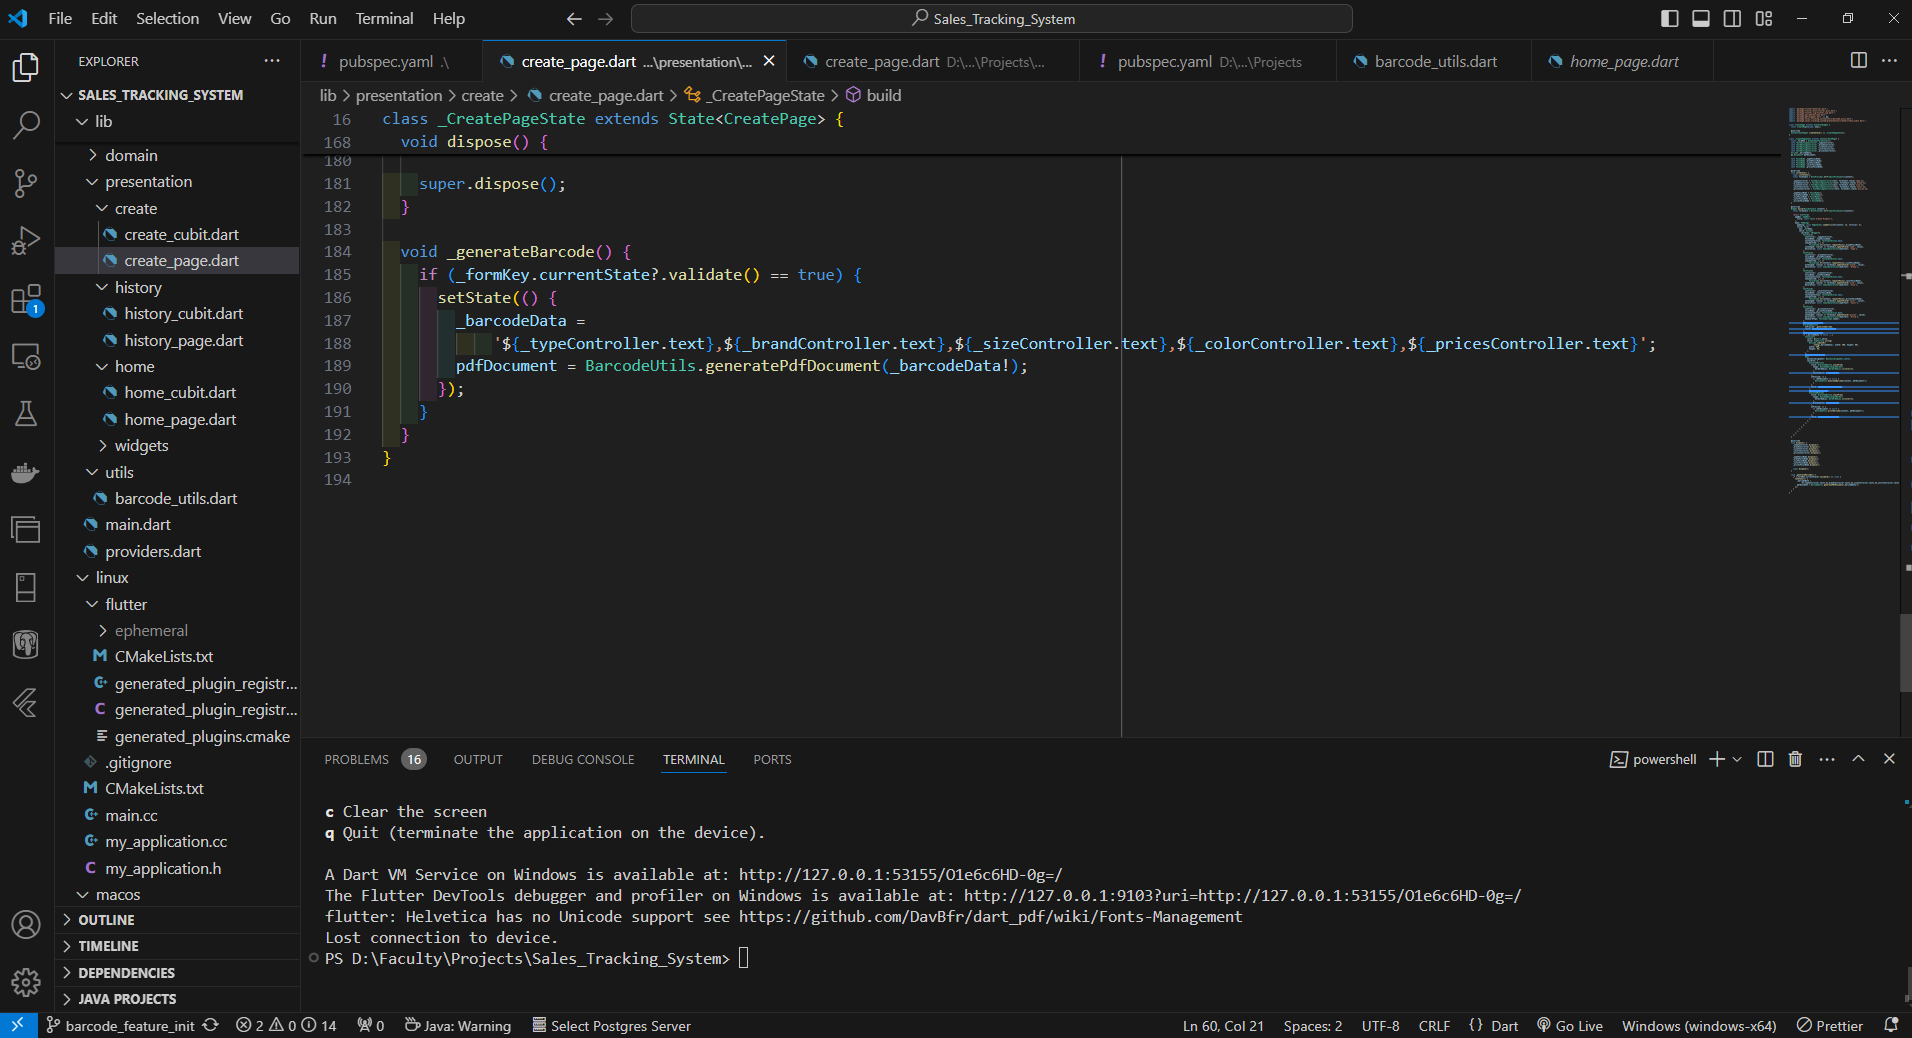 File Edit Selection View Go Run Terminal Help
Sales_Tracking_System
EXPLORER
SALES_TRACKING_SYSTEM
lib
domain
presentation
create
create_cubit.dart
create_page.dart
history
history_cubit.dart
history_page.dart
home
home_cubit.dart
home_page.dart
widgets
utils
barcode_utils.dart
main.dart
providers.dart
linux
flutter
ephemeral
CMakeLists.txt
generated_plugin_registr...
generated_plugin_registr...
generated_plugins.cmake
.gitignore
CMakeLists.txt
main.cc
my_application.cc
my_application.h
macos
OUTLINE
TIMELINE
DEPENDENCIES
JAVA PROJECTS
1
pubspec.yaml .\
create_page.dart ...\presentation\...
create_page.dart D:\...\Projects\...
pubspec.yaml D:\...\Projects
barcode_utils.dart
home_page.dart
lib > presentation > create > create_page.dart > _CreatePageState > build
16 class _CreatePageState extends State<CreatePage> {
168 void dispose() {
180
181 super.dispose();
182 }
183
184 void _generateBarcode() {
185 if (_formKey.currentState?.validate() == true) {
186 setState(() {
187 _barcodeData =
188 '${_typeController.text},${_brandController.text},${_sizeController.text},${_colorController.text},${_pricesController.text}';
189 pdfDocument = BarcodeUtils.generatePdfDocument(_barcodeData!);
190 });
191 }
192 }
193 }
194
PROBLEMS 16 OUTPUT DEBUG CONSOLE TERMINAL PORTS
powershell
c Clear the screen
q Quit (terminate the application on the device).
A Dart VM Service on Windows is available at: http://127.0.0.1:53155/O1e6c6HD-0g=/
The Flutter DevTools debugger and profiler on Windows is available at: http://127.0.0.1:9103?uri=http://127.0.0.1:53155/O1e6c6HD-0g=/
flutter: Helvetica has no Unicode support see https://github.com/DavBfr/dart_pdf/wiki/Fonts-Management
Lost connection to device.
PS D:\Faculty\Projects\Sales_Tracking_System>
barcode_feature_init 2 0 14 0 Java: Warning Select Postgres Server
Ln 60, Col 21 Spaces: 2 UTF-8 CRLF {} Dart Go Live Windows (windows-x64) Prettier